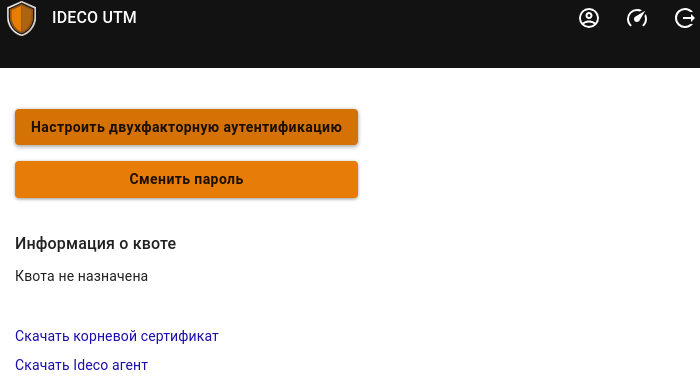 IDECO UTM
Настроить двухфакторную аутентификацию
Сменить пароль
Информация о квоте
Квота не назначена
Скачать корневой сертификат
Скачать Ideco агент